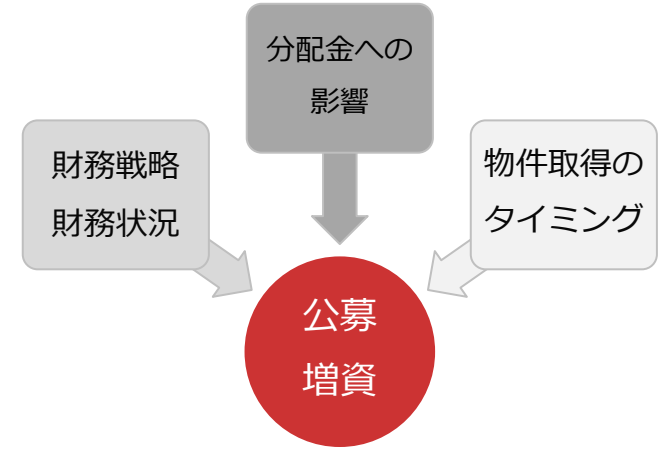 分配金への
影響
財務戦略
財務状況
物件取得の
タイミング
公募
増資